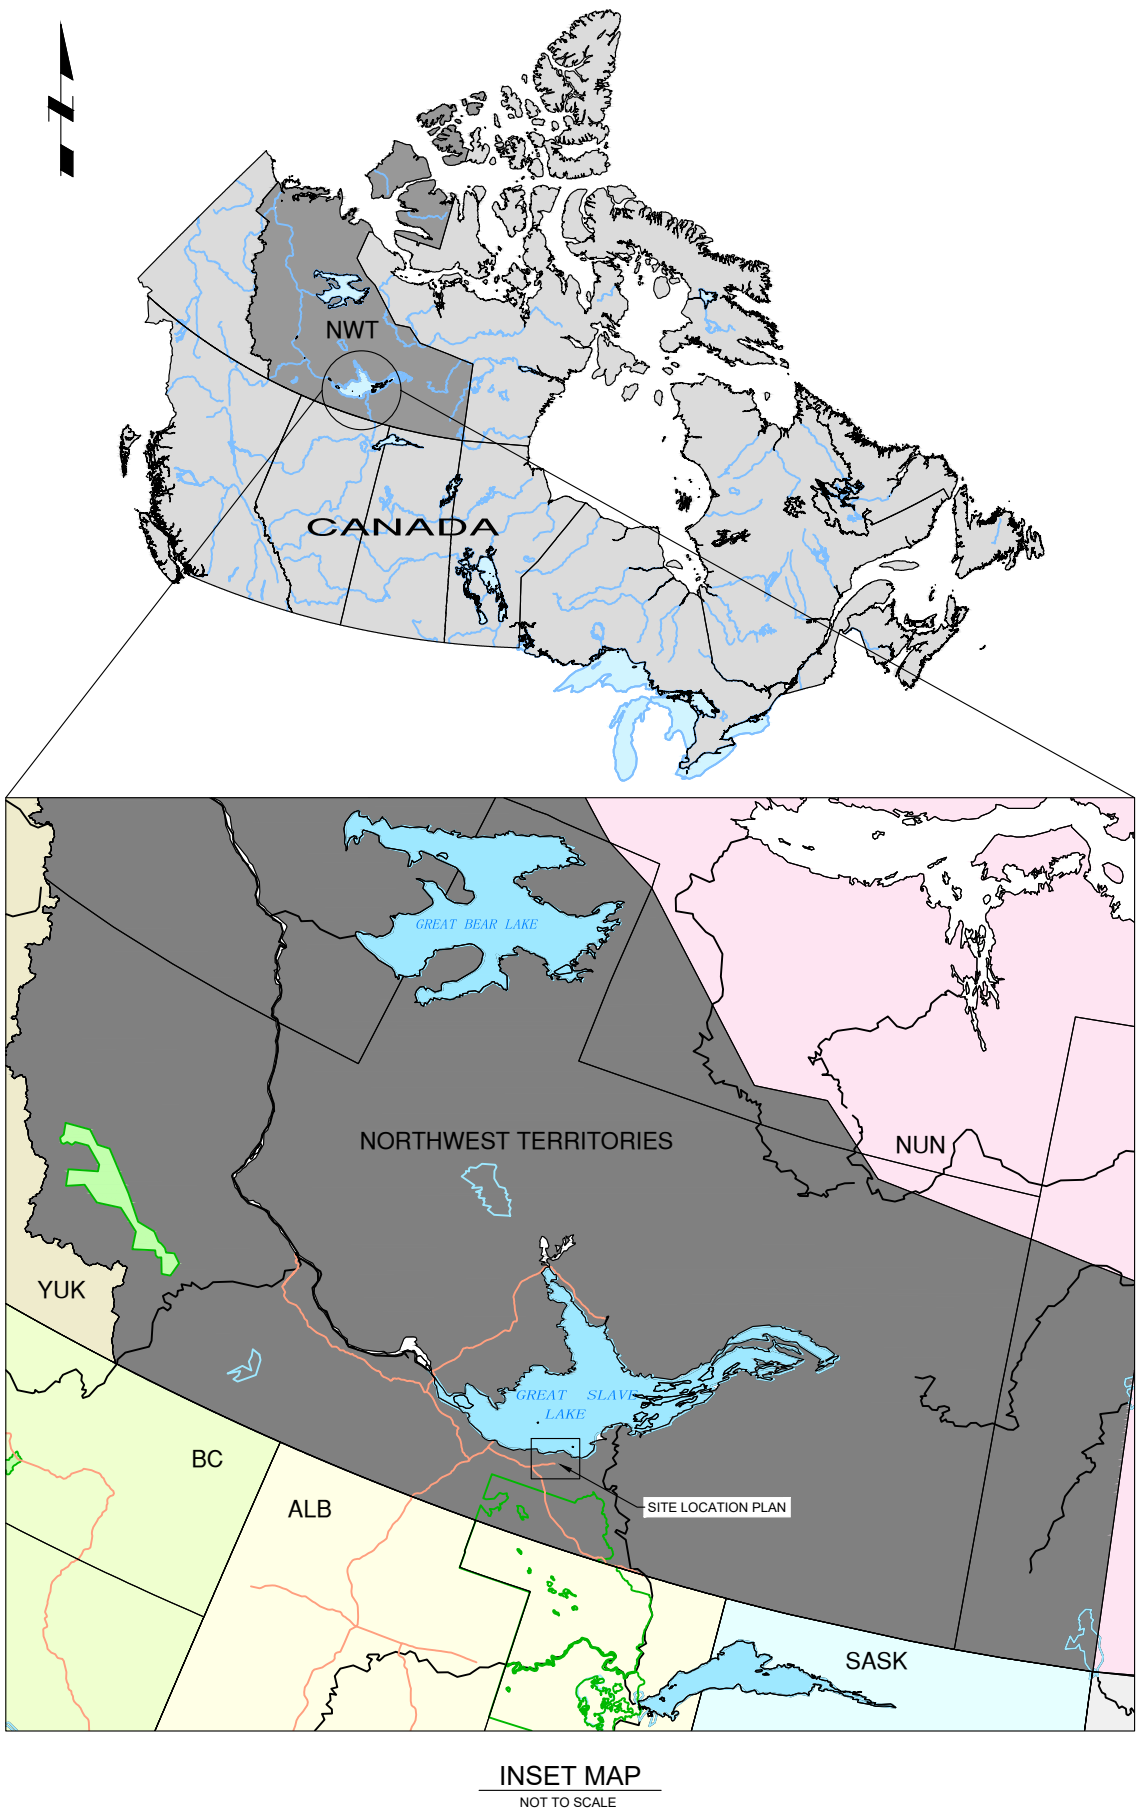 N
NWT
CANADA
GREAT BEAR LAKE
NORTHWEST TERRITORIES
NUN
YUK
GREAT SLAVE
LAKE
BC
ALB
SITE LOCATION PLAN
SASK
INSET MAP
NOT TO SCALE